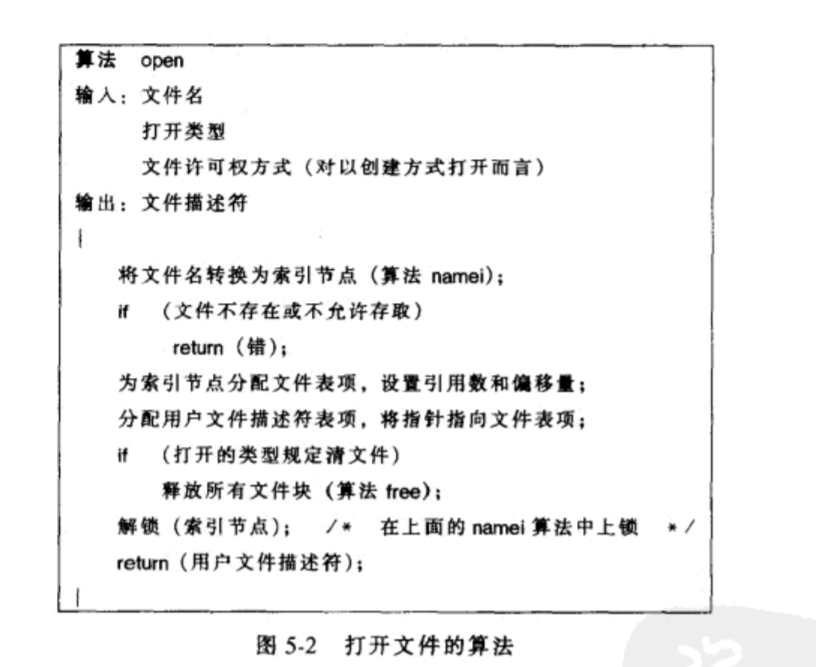 算法 open
输入：文件名
打开类型
文件许可权方式（对以创建方式打开而言）
输出：文件描述符
{
将文件名转换为索引节点（算法 namei）；
if （文件不存在或不允许存取）
return（错）；
为索引节点分配文件表项，设置引用数和偏移量；
分配用户文件描述符表项，将指针指向文件表项；
if （打开的类型规定清文件）
释放所有文件块（算法 free）；
解锁（索引节点）； /* 在上面的 namei 算法中上锁 */
return（用户文件描述符）；
}
图 5-2 打开文件的算法